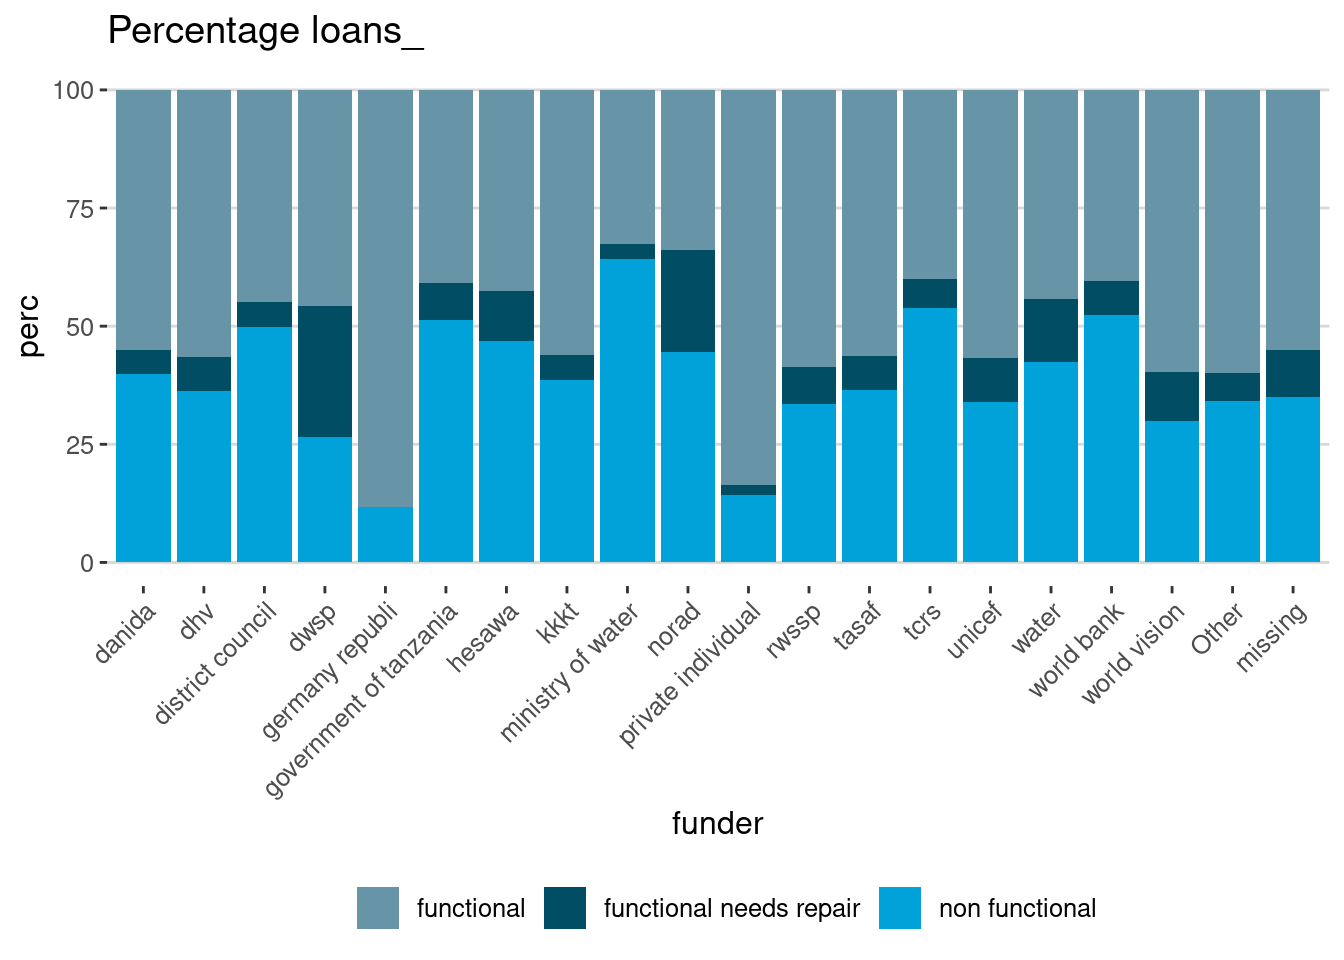 Percentage loans_
100
75
50
25
0
perc
danida
dhv
district council
dwsp
germany republi
government of tanzania
hesawa
kkkt
ministry of water
norad
private individual
rwssp
tasaf
tcrs
unicef
water
world bank
world vision
Other
missing
funder
functional
functional needs repair
non functional